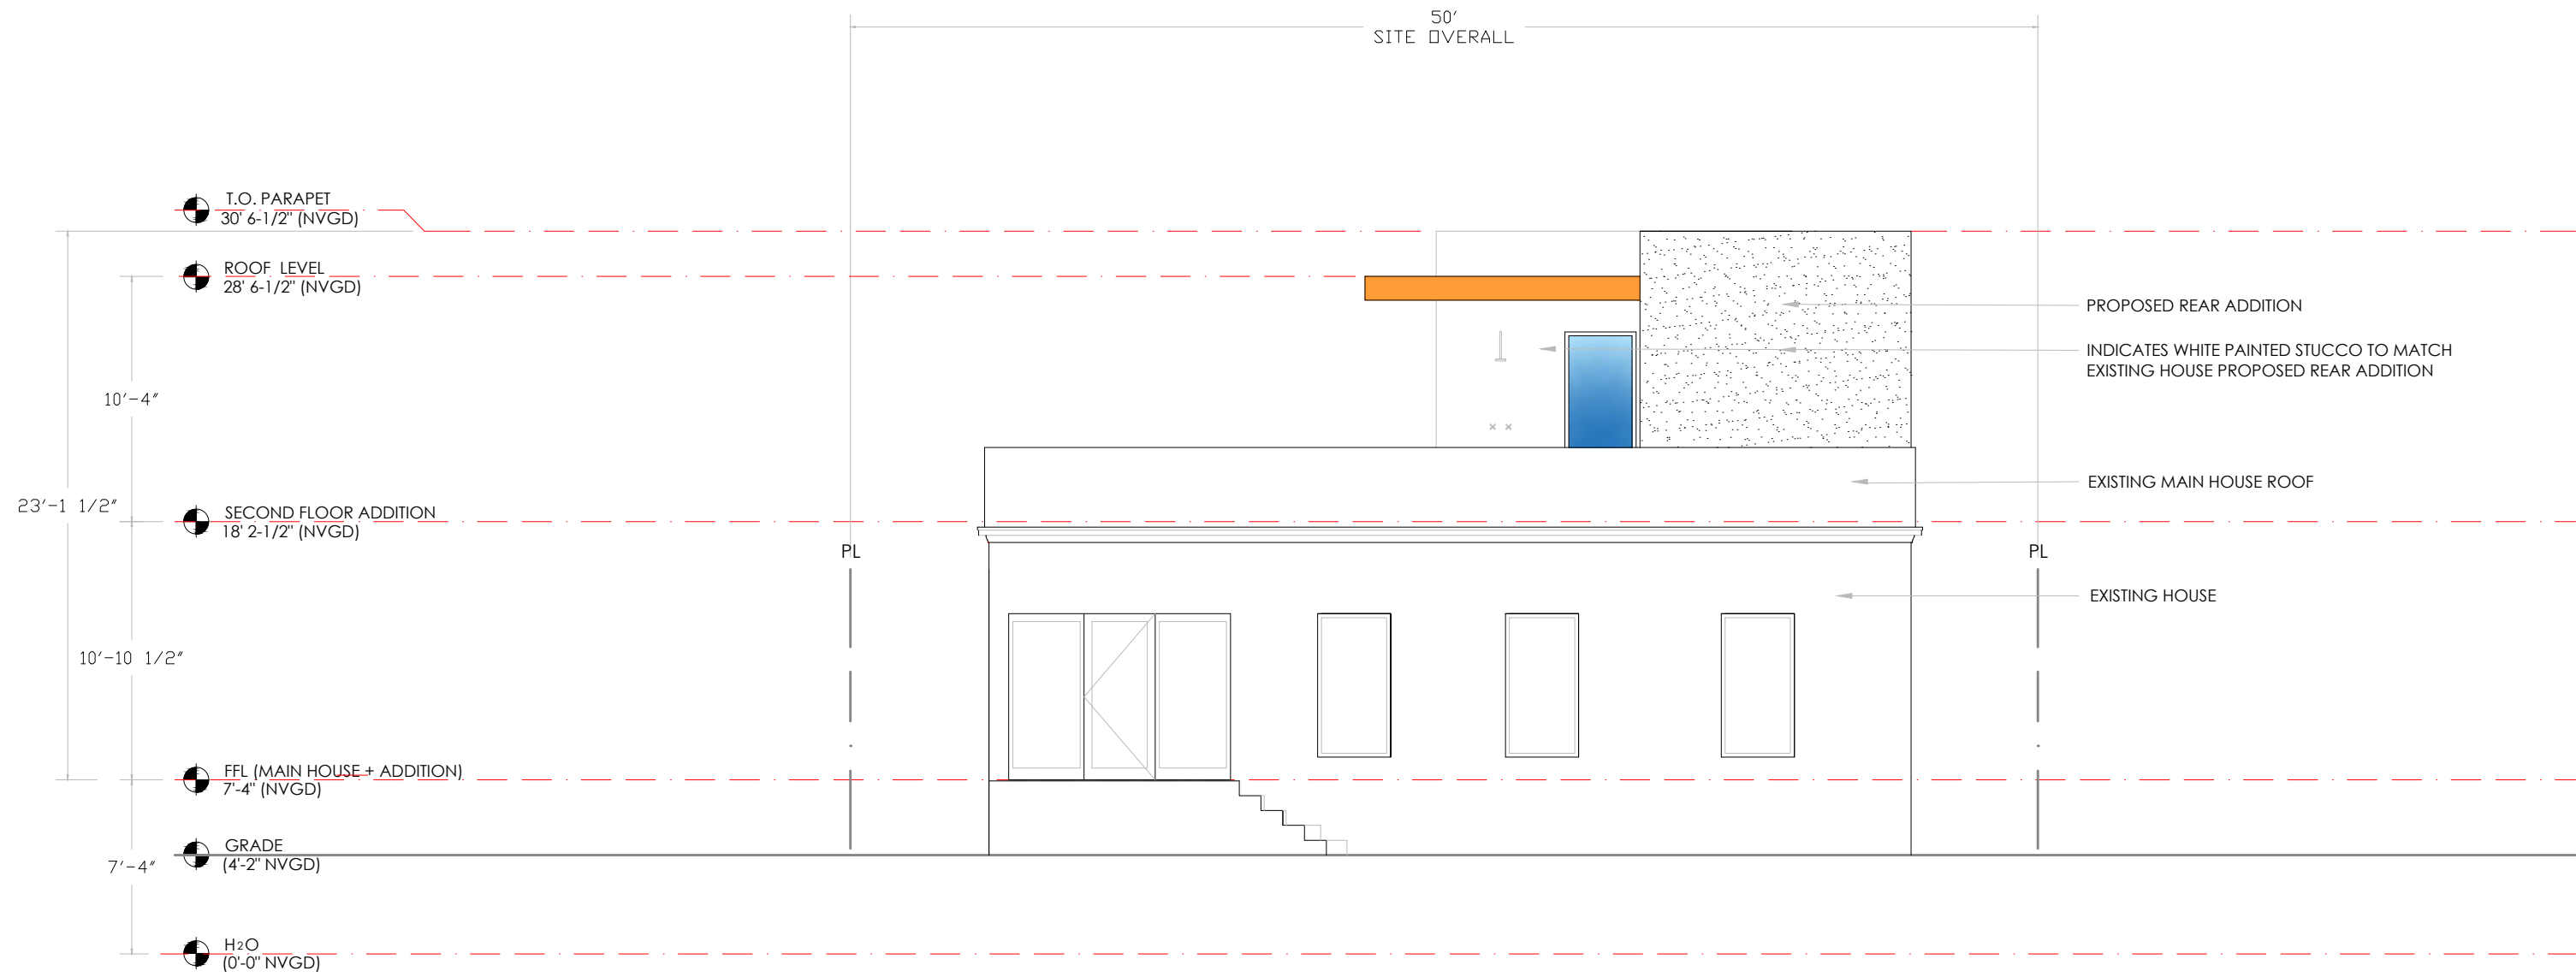 50'
SITE OVERALL
T.O. PARAPET
30' 6-1/2" (NVGD)
ROOF LEVEL
28' 6-1/2" (NVGD)
PROPOSED REAR ADDITION
INDICATES WHITE PAINTED STUCCO TO MATCH
EXISTING HOUSE PROPOSED REAR ADDITION
10'-4"
EXISTING MAIN HOUSE ROOF
23'-1 1/2"
SECOND FLOOR ADDITION
18' 2-1/2" (NVGD)
PL
PL
EXISTING HOUSE
10'-10 1/2"
FFL (MAIN HOUSE + ADDITION)
7'-4" (NVGD)
GRADE
(4'-2" NVGD)
7'-4"
H2O
(0'-0" NVGD)